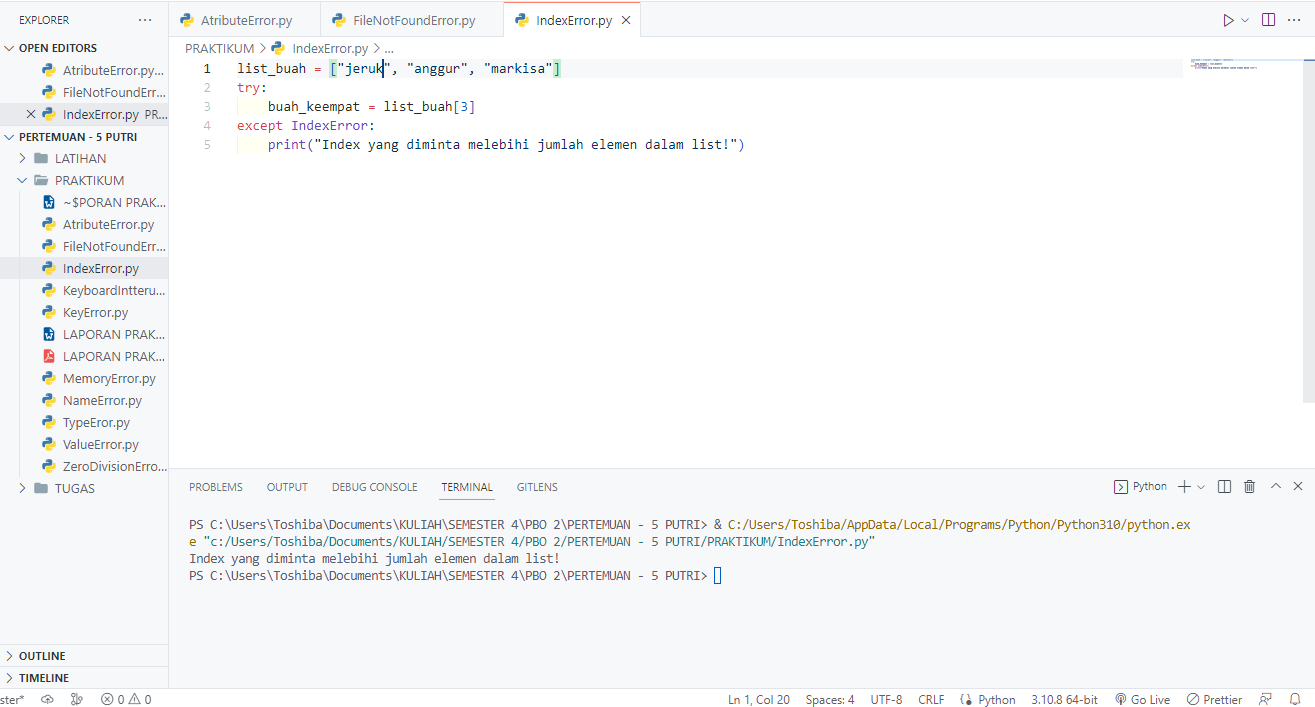 EXPLORER
AtributeError.py
FileNotFoundError.py
IndexError.py
OPEN EDITORS
AtributeError.py...
FileNotFoundErr...
IndexError.py PR...
PERTEMUAN - 5 PUTRI
LATIHAN
PRAKTIKUM
~$PORAN PRAK...
AtributeError.py
FileNotFoundErr...
IndexError.py
KeyboardIntteru...
KeyError.py
LAPORAN PRAK...
LAPORAN PRAK...
MemoryError.py
NameError.py
TypeEror.py
ValueError.py
ZeroDivisionErro...
TUGAS
OUTLINE
TIMELINE
PRAKTIKUM > IndexError.py > ...
1 list_buah = ["jeruk", "anggur", "markisa"]
2 try:
3 buah_keempat = list_buah[3]
4 except IndexError:
5 print("Index yang diminta melebihi jumlah elemen dalam list!")
PROBLEMS OUTPUT DEBUG CONSOLE TERMINAL GITLENS
Python
PS C:\Users\Toshiba\Documents\KULIAH\SEMESTER 4\PBO 2\PERTEMUAN - 5 PUTRI> & C:/Users/Toshiba/AppData/Local/Programs/Python/Python310/python.ex
e "c:/Users/Toshiba/Documents/KULIAH/SEMESTER 4/PBO 2/PERTEMUAN - 5 PUTRI/PRAKTIKUM/IndexError.py"
Index yang diminta melebihi jumlah elemen dalam list!
PS C:\Users\Toshiba\Documents\KULIAH\SEMESTER 4\PBO 2\PERTEMUAN - 5 PUTRI>
ster* 0 0 Ln 1, Col 20 Spaces: 4 UTF-8 CRLF Python 3.10.8 64-bit Go Live Prettier